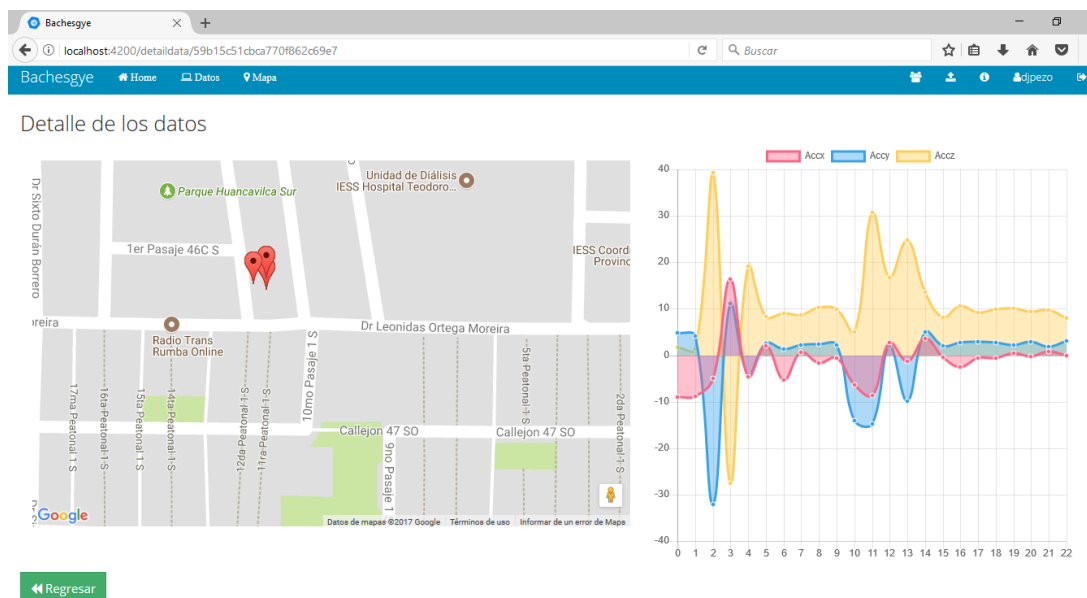 Bachesgye
localhost:4200/detaildata/59b15c51cbca770f862c69e7
Buscar
Bachesgye Home Datos Mapa djpezo
Detalle de los datos
Dr Sixto Durán Borrero
Parque Huancavilca Sur
Unidad de Diálisis
IESS Hospital Teodoro...
1er Pasaje 46C S
IESS Coord
Provinc
oreira
Radio Trans
Rumba Online
Dr Leonidas Ortega Moreira
10mo Pasaje 1 S
5ta Peatonal 1 S
17ma Peatonal 1 S
16ta Peatonal 1 S
15ta Peatonal 1 S
14ta Peatonal 1 S
12da Peatonal 1 S
11ra Peatonal 1 S
2da Peatonal 1 S
Callejon 47 SO
Callejon 47 SO
9no Pasaje 1
Google
Datos de mapas ©2017 Google Términos de uso Informar de un error de Maps
Accx Accy Accz
40
30
20
10
0
-10
-20
-30
-40
0 1 2 3 4 5 6 7 8 9 10 11 12 13 14 15 16 17 18 19 20 21 22
Regresar